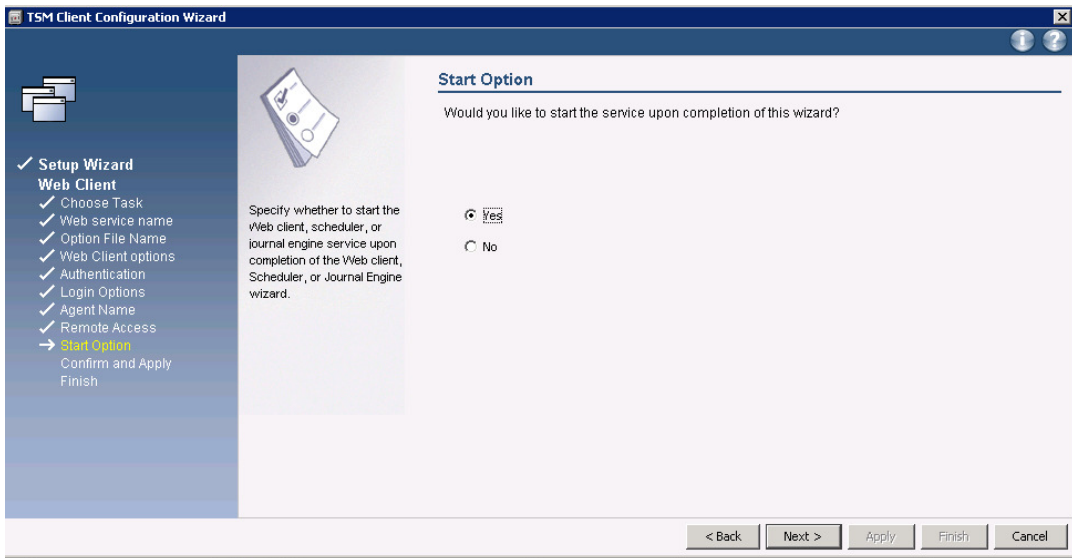 TSM Client Configuration Wizard
Setup Wizard
Web Client
Choose Task
Web service name
Option File Name
Web Client options
Authentication
Login Options
Agent Name
Remote Access
Start Option
Confirm and Apply
Finish
Specify whether to start the
Web client, scheduler, or
journal engine service upon
completion of the Web client,
Scheduler, or Journal Engine
wizard.
Start Option
Would you like to start the service upon completion of this wizard?
Yes
No
< Back
Next >
Apply
Finish
Cancel